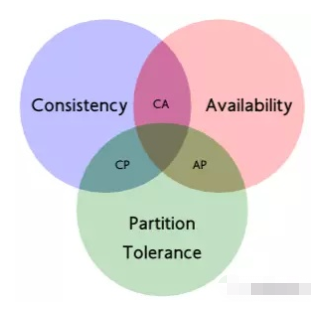 Consistency
CA
Availability
CP
AP
Partition
Tolerance